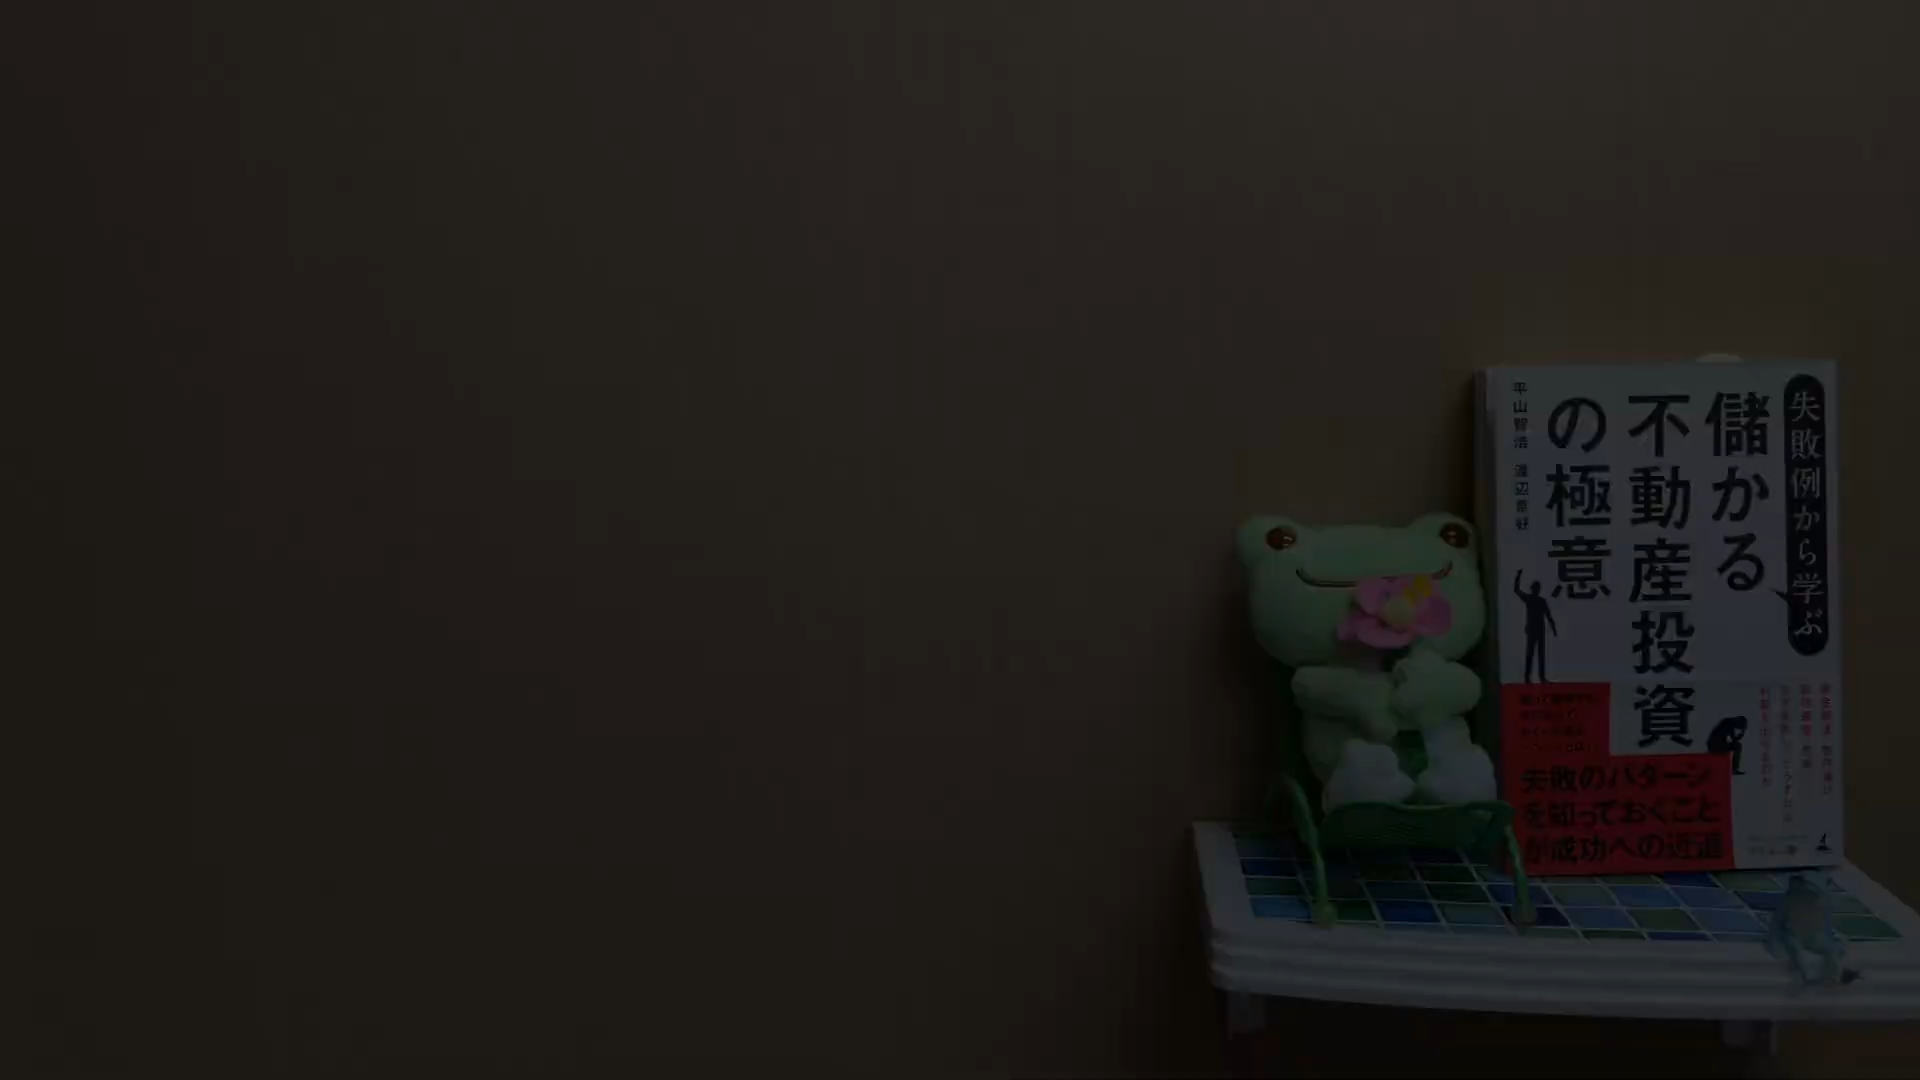 失敗例から学ぶ
儲かる
不動産投資
の極意
平山智浩 渡辺章好
失敗のパターン
を知っておくこと
が成功への近道